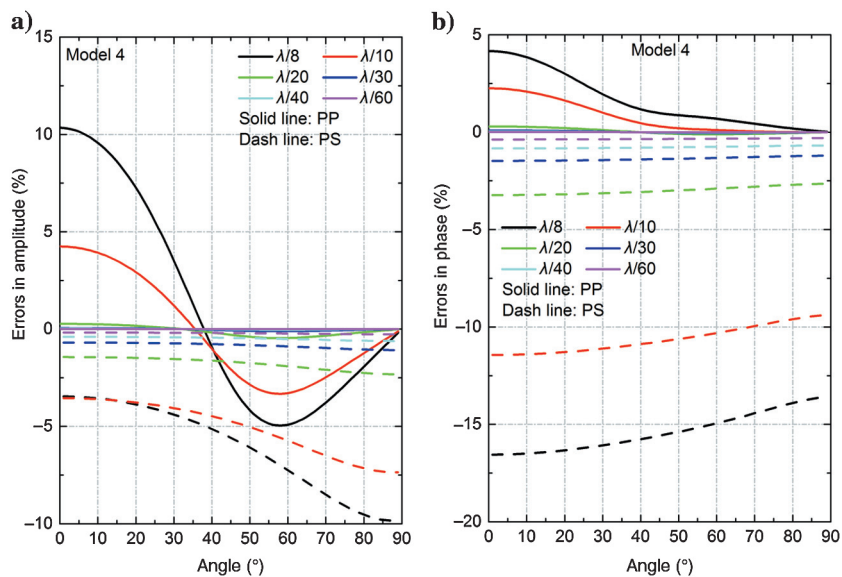 a)
Model 4
λ/8 λ/10
λ/20 λ/30
λ/40 λ/60
Solid line: PP
Dash line: PS
15
10
5
0
–5
–10
Errors in amplitude (%)
0 10 20 30 40 50 60 70 80 90
Angle (°)
b)
Model 4
5
0
–5
–10
–15
–20
Errors in phase (%)
λ/8 λ/10
λ/20 λ/30
λ/40 λ/60
Solid line: PP
Dash line: PS
0 10 20 30 40 50 60 70 80 90
Angle (°)